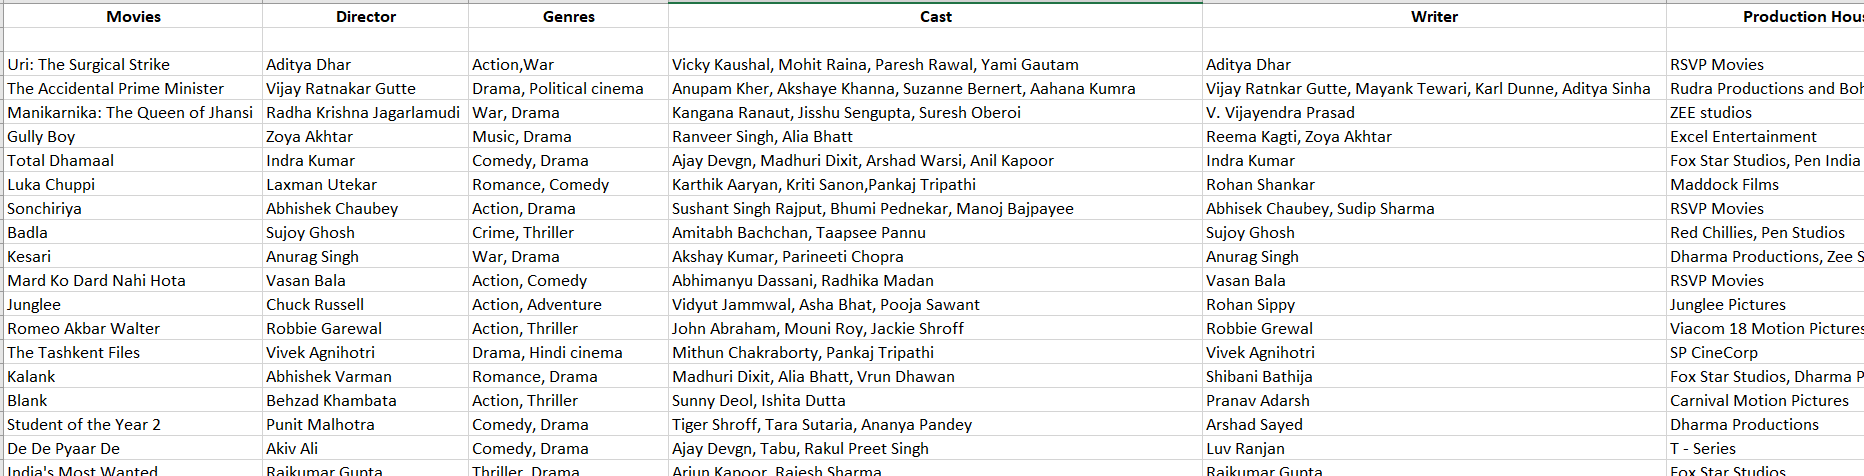 Movies Director Genres Cast Writer Production Hou
Uri: The Surgical Strike Aditya Dhar Action,War Vicky Kaushal, Mohit Raina, Paresh Rawal, Yami Gautam Aditya Dhar RSVP Movies
The Accidental Prime Minister Vijay Ratnakar Gutte Drama, Political cinema Anupam Kher, Akshaye Khanna, Suzanne Bernert, Aahana Kumra Vijay Ratnkar Gutte, Mayank Tewari, Karl Dunne, Aditya Sinha Rudra Productions and Boh
Manikarnika: The Queen of Jhansi Radha Krishna Jagarlamudi War, Drama Kangana Ranaut, Jisshu Sengupta, Suresh Oberoi V. Vijayendra Prasad ZEE studios
Gully Boy Zoya Akhtar Music, Drama Ranveer Singh, Alia Bhatt Reema Kagti, Zoya Akhtar Excel Entertainment
Total Dhamaal Indra Kumar Comedy, Drama Ajay Devgn, Madhuri Dixit, Arshad Warsi, Anil Kapoor Indra Kumar Fox Star Studios, Pen India
Luka Chuppi Laxman Utekar Romance, Comedy Karthik Aaryan, Kriti Sanon,Pankaj Tripathi Rohan Shankar Maddock Films
Sonchiriya Abhishek Chaubey Action, Drama Sushant Singh Rajput, Bhumi Pednekar, Manoj Bajpayee Abhisek Chaubey, Sudip Sharma RSVP Movies
Badla Sujoy Ghosh Crime, Thriller Amitabh Bachchan, Taapsee Pannu Sujoy Ghosh Red Chillies, Pen Studios
Kesari Anurag Singh War, Drama Akshay Kumar, Parineeti Chopra Anurag Singh Dharma Productions, Zee S
Mard Ko Dard Nahi Hota Vasan Bala Action, Comedy Abhimanyu Dassani, Radhika Madan Vasan Bala RSVP Movies
Junglee Chuck Russell Action, Adventure Vidyut Jammwal, Asha Bhat, Pooja Sawant Rohan Sippy Junglee Pictures
Romeo Akbar Walter Robbie Garewal Action, Thriller John Abraham, Mouni Roy, Jackie Shroff Robbie Grewal Viacom 18 Motion Pictures
The Tashkent Files Vivek Agnihotri Drama, Hindi cinema Mithun Chakraborty, Pankaj Tripathi Vivek Agnihotri SP CineCorp
Kalank Abhishek Varman Romance, Drama Madhuri Dixit, Alia Bhatt, Vrun Dhawan Shibani Bathija Fox Star Studios, Dharma P
Blank Behzad Khambata Action, Thriller Sunny Deol, Ishita Dutta Pranav Adarsh Carnival Motion Pictures
Student of the Year 2 Punit Malhotra Comedy, Drama Tiger Shroff, Tara Sutaria, Ananya Pandey Arshad Sayed Dharma Productions
De De Pyaar De Akiv Ali Comedy, Drama Ajay Devgn, Tabu, Rakul Preet Singh Luv Ranjan T - Series
India's Most Wanted Rajkumar Gupta Thriller, Drama Arjun Kapoor, Rajesh Sharma Rajkumar Gupta Fox Star Studios